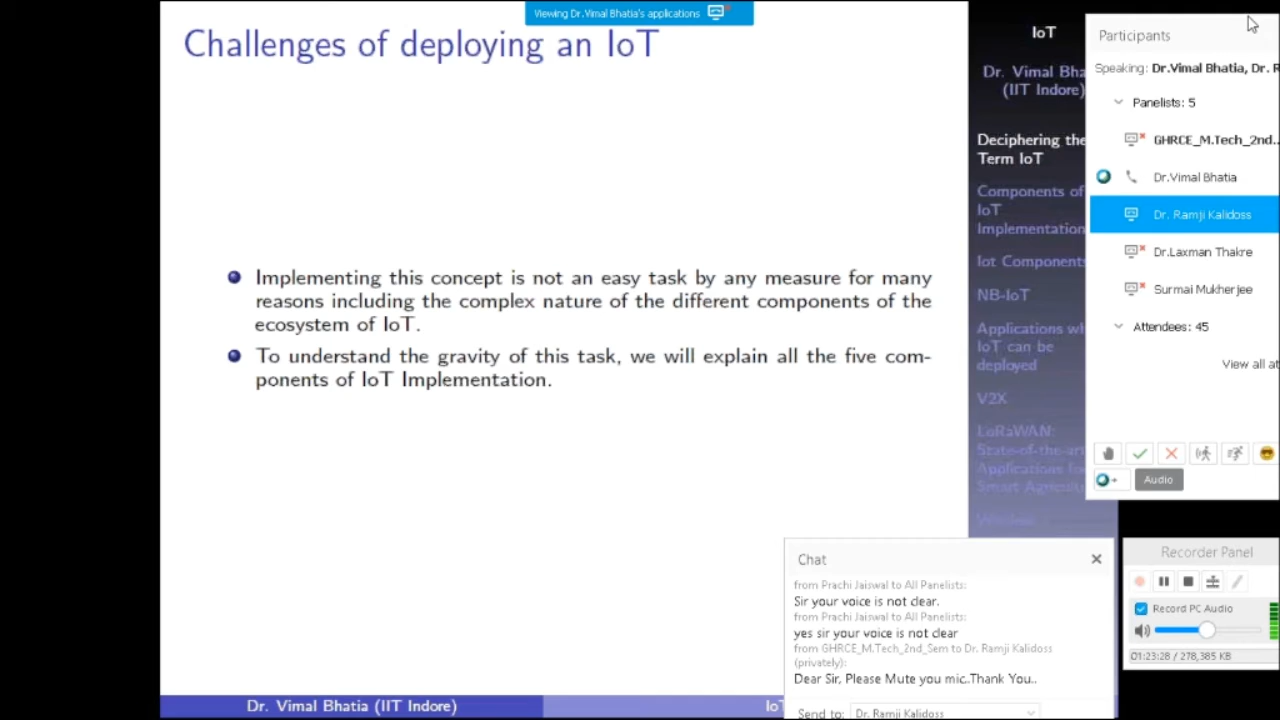 Viewing Dr.Vimal Bhatia's applications
Challenges of deploying an IoT
Implementing this concept is not an easy task by any measure for many
reasons including the complex nature of the different components of the
ecosystem of IoT.
To understand the gravity of this task, we will explain all the five com-
ponents of IoT Implementation.
Dr. Vimal Bhatia (IIT Indore)
IoT
Dr. Vimal Bha
(IIT Indore)
Deciphering the
Term IoT
Components of
IoT
Implementation
Iot Components
NB-IoT
Applications wh
IoT can be
deployed
V2X
LoRaWAN:
State-of-the-art
Applications for
Smart Agricult
Participants
Speaking: Dr.Vimal Bhatia, Dr. R
Panelists: 5
GHRCE_M.Tech_2nd..
Dr.Vimal Bhatia
Dr. Ramji Kalidoss
Dr.Laxman Thakre
Surmai Mukherjee
Attendees: 45
View all at
Audio
Chat
from Prachi Jaiswal to All Panelists:
Sir your voice is not clear.
from Prachi Jaiswal to All Panelists:
yes sir your voice is not clear
from GHRCE_M.Tech_2nd_Sem to Dr. Ramji Kalidoss
(privately):
Dear Sir, Please Mute you mic..Thank You..
Send to: Dr. Ramji Kalidoss
Recorder Panel
Record PC Audio
01:23:28 / 278,385 KB